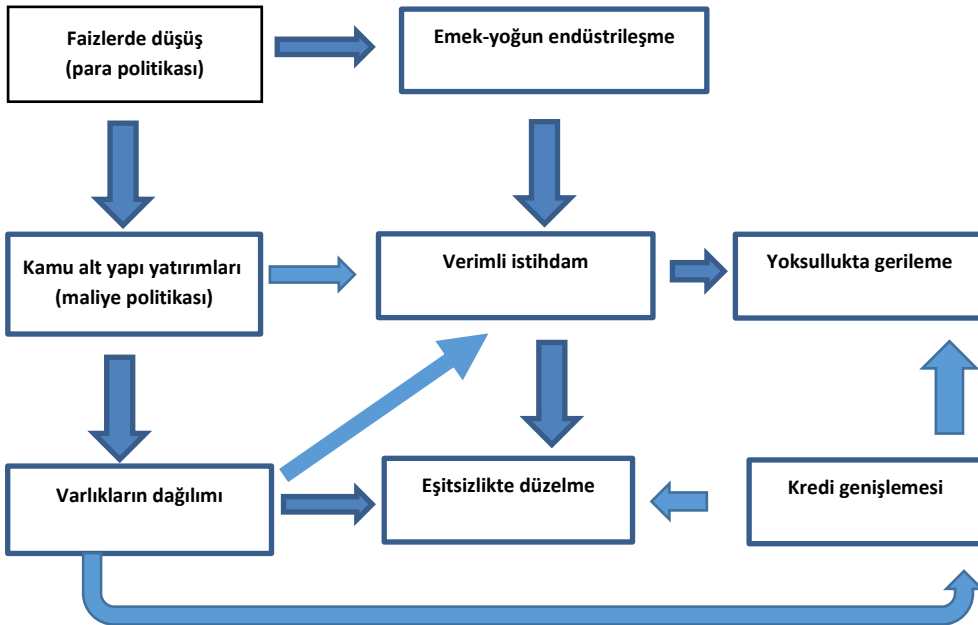 Faizlerde düşüş
(para politikası)
Emek-yoğun endüstrileşme
Kamu alt yapı yatırımları
(maliye politikası)
Verimli istihdam
Yoksullukta gerileme
Varlıkların dağılımı
Eşitsizlikte düzelme
Kredi genişlemesi